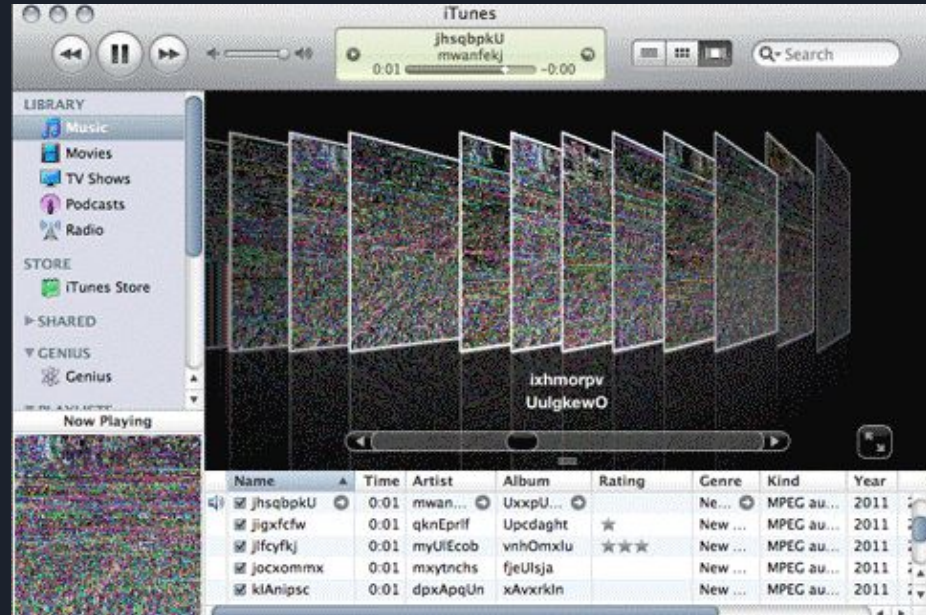 iTunes
jhsqbpkU
mwanfekj
0:01 -0:00
Search
LIBRARY
Music
Movies
TV Shows
Podcasts
Radio
STORE
iTunes Store
SHARED
GENIUS
Genius
Now Playing
ixhmorpv
UulgkewO
Name Time Artist Album Rating Genre Kind Year
jhsqbpkU 0:01 mwan... UxxpU... Ne... MPEG au... 2011
jigxfcfw 0:01 qknEprlf Upcdaght New ... MPEG au... 2011
jlfcyfkj 0:01 myUlEcob vnhOmxlu New ... MPEG au... 2011
jocxommx 0:01 mxytnchs fjeUlsja New ... MPEG au... 2011
klAnipsc 0:01 dpxApqUn xAvxrkln New ... MPEG au... 2011